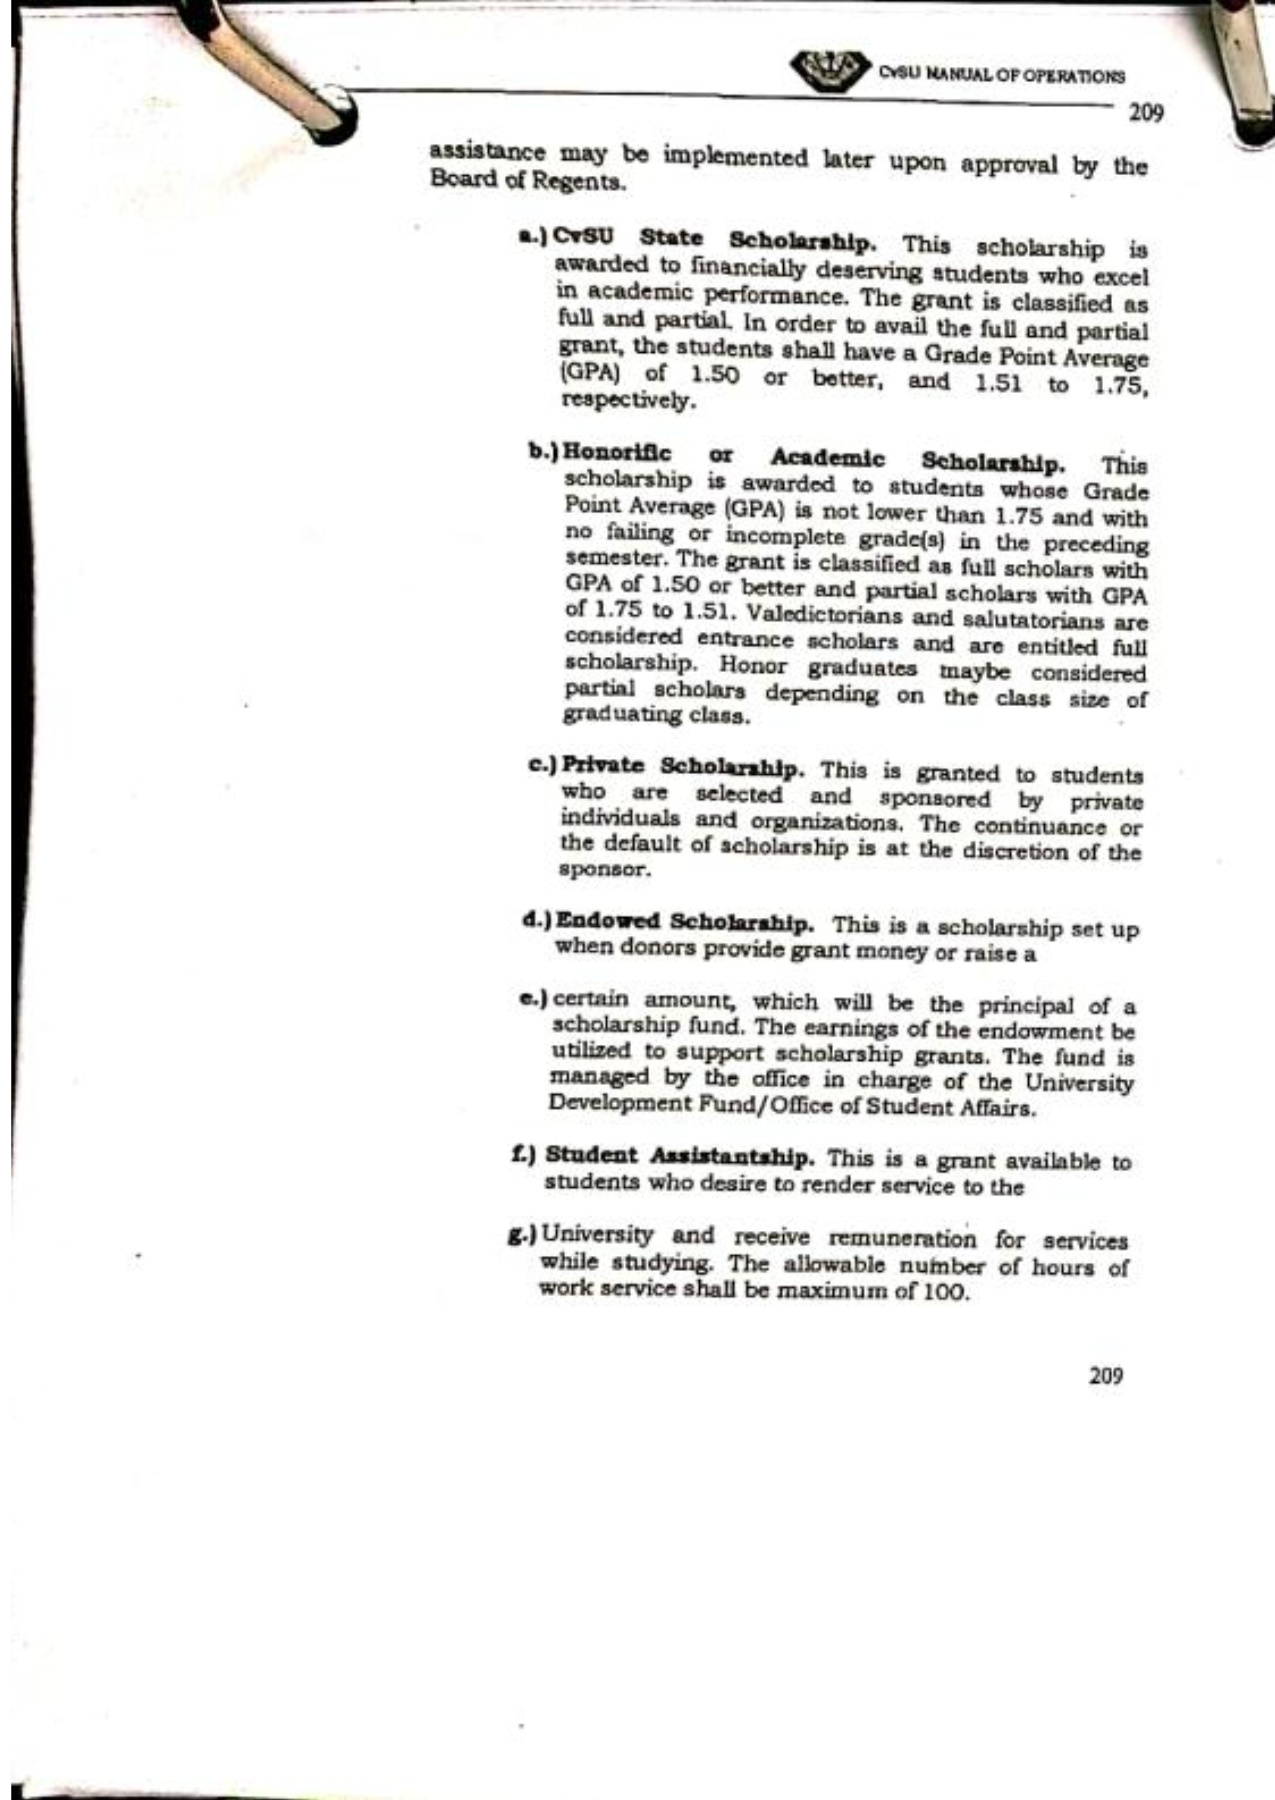 CvSU MANUAL OF OPERATIONS
209
assistance may be implemented later upon approval by the
Board of Regents.
a.) CvSU State Scholarship. This scholarship is
awarded to financially deserving students who excel
in academic performance. The grant is classified as
full and partial. In order to avail the full and partial
grant, the students shall have a Grade Point Average
(GPA) of 1.50 or better, and 1.51 to 1.75,
respectively.
b.) Honorific or Academic Scholarship. This
scholarship is awarded to students whose Grade
Point Average (GPA) is not lower than 1.75 and with
no failing or incomplete grade(s) in the preceding
semester. The grant is classified as full scholars with
GPA of 1.50 or better and partial scholars with GPA
of 1.75 to 1.51. Valedictorians and salutatorians are
considered entrance scholars and are entitled full
scholarship. Honor graduates maybe considered
partial scholars depending on the class size of
graduating class.
c.) Private Scholarship. This is granted to students
who are selected and sponsored by private
individuals and organizations. The continuance or
the default of scholarship is at the discretion of the
sponsor.
d.) Endowed Scholarship. This is a scholarship set up
when donors provide grant money or raise a
e.) certain amount, which will be the principal of a
scholarship fund. The earnings of the endowment be
utilized to support scholarship grants. The fund is
managed by the office in charge of the University
Development Fund/Office of Student Affairs.
f.) Student Assistantship. This is a grant available to
students who desire to render service to the
g.) University and receive remuneration for services
while studying. The allowable number of hours of
work service shall be maximum of 100.
209